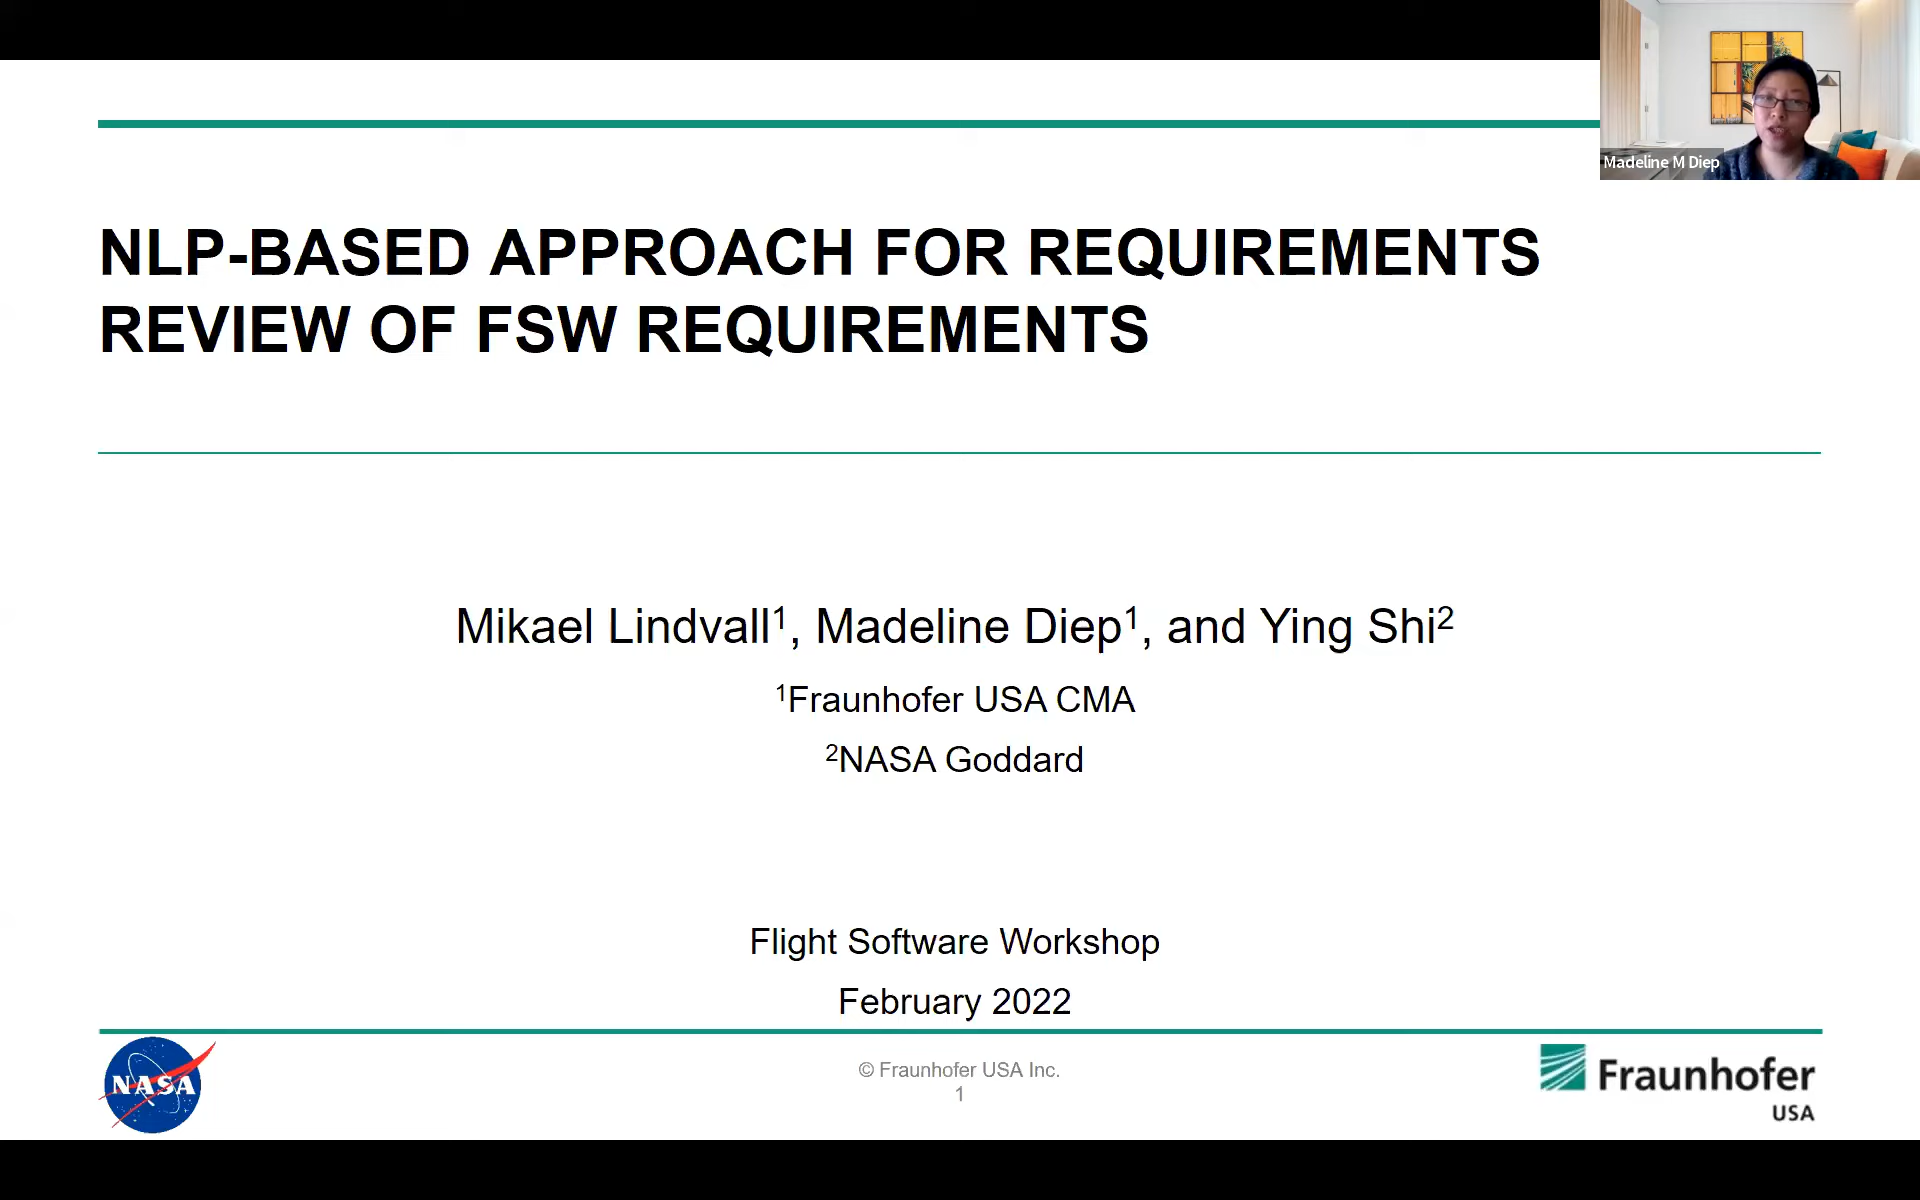 Madeline M Diep
NLP-BASED APPROACH FOR REQUIREMENTS
REVIEW OF FSW REQUIREMENTS
Mikael Lindvall¹, Madeline Diep¹, and Ying Shi²
¹Fraunhofer USA CMA
²NASA Goddard
Flight Software Workshop
February 2022
NASA
© Fraunhofer USA Inc.
1
Fraunhofer
USA